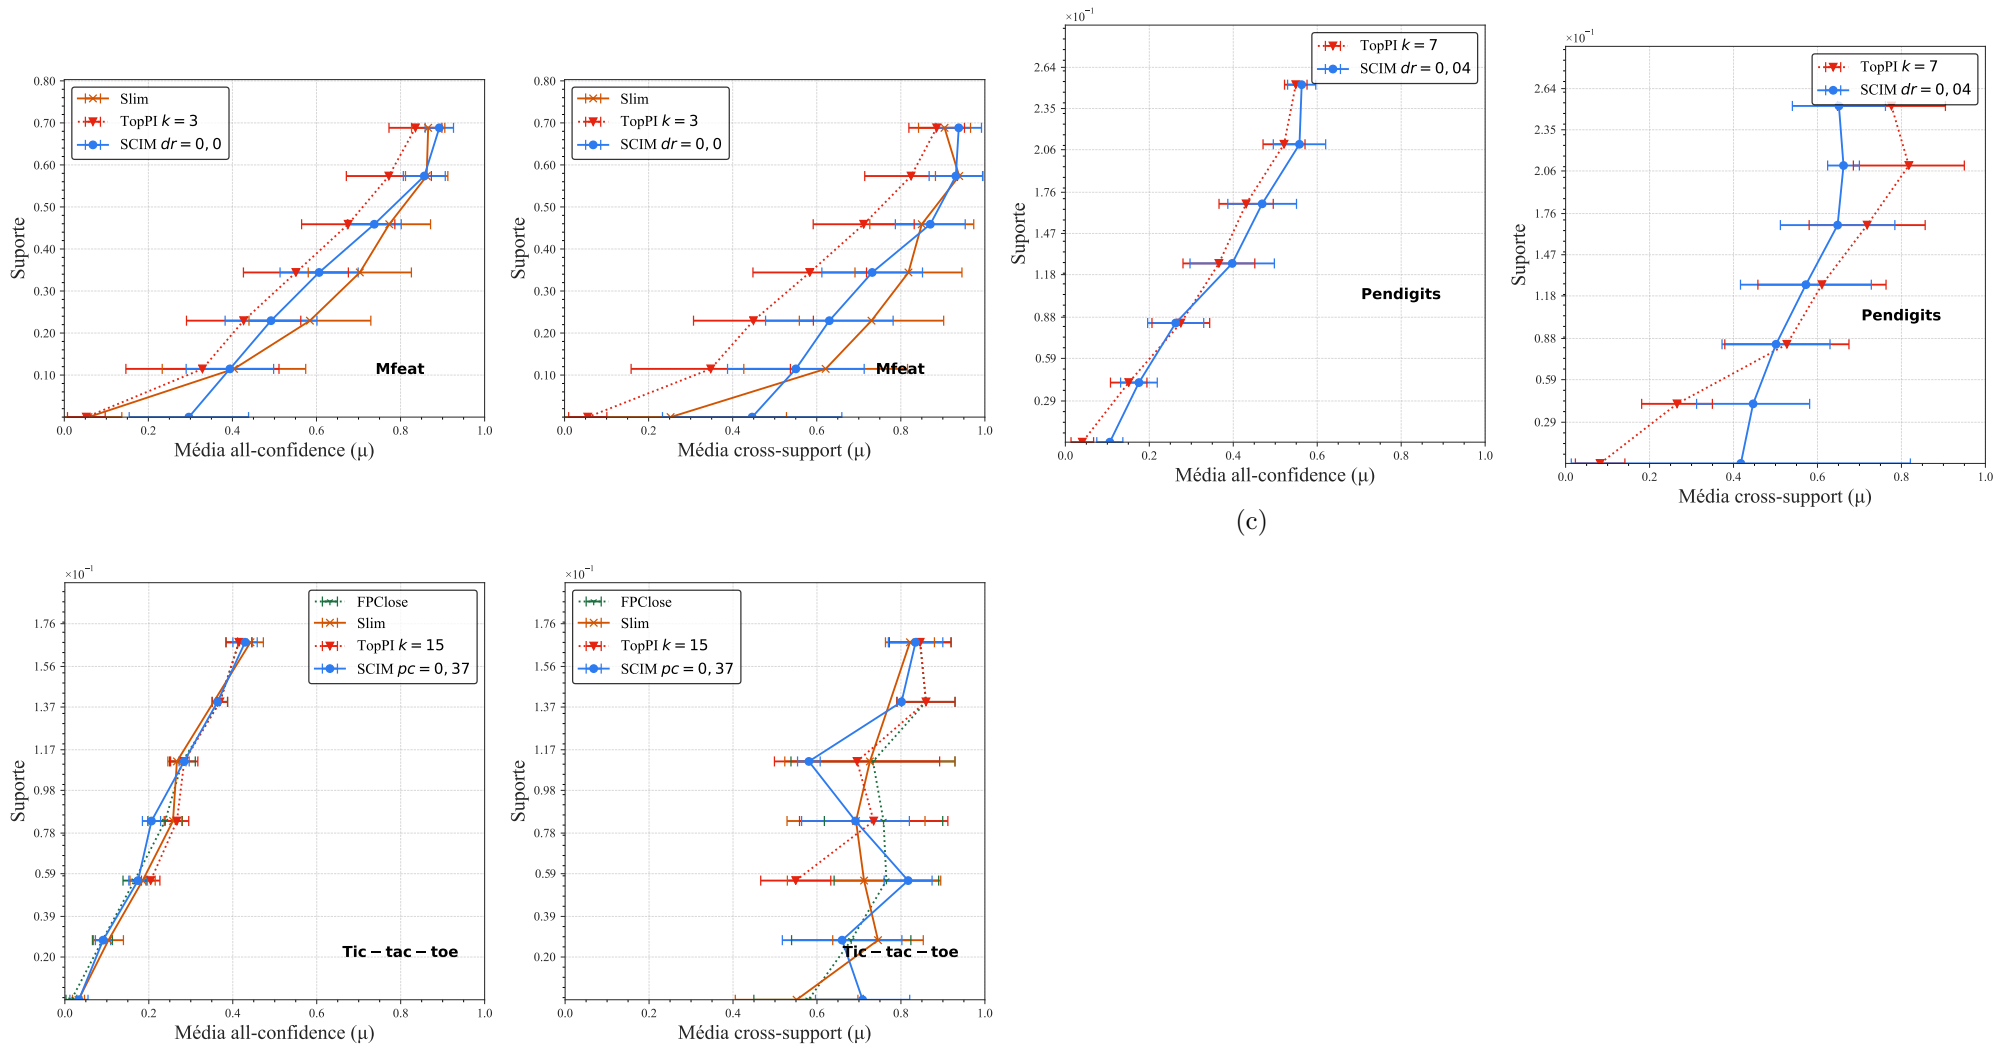 0.80
0.70
0.60
0.50
0.40
0.30
0.20
0.10
0.0 0.2 0.4 0.6 0.8 1.0
Suporte
Média all-confidence (μ)
Slim
TopPI k = 3
SCIM dr = 0, 0
Mfeat
0.80
0.70
0.60
0.50
0.40
0.30
0.20
0.10
0.0 0.2 0.4 0.6 0.8 1.0
Suporte
Média cross-support (μ)
Slim
TopPI k = 3
SCIM dr = 0, 0
Mfeat
×10⁻¹
2.64
2.35
2.06
1.76
1.47
1.18
0.88
0.59
0.29
0.0 0.2 0.4 0.6 0.8 1.0
Suporte
Média all-confidence (μ)
TopPI k = 7
SCIM dr = 0, 04
Pendigits
×10⁻¹
2.64
2.35
2.06
1.76
1.47
1.18
0.88
0.59
0.29
0.0 0.2 0.4 0.6 0.8 1.0
Suporte
Média cross-support (μ)
TopPI k = 7
SCIM dr = 0, 04
Pendigits
(c)
×10⁻¹
1.76
1.56
1.37
1.17
0.98
0.78
0.59
0.39
0.20
0.0 0.2 0.4 0.6 0.8 1.0
Suporte
Média all-confidence (μ)
FPClose
Slim
TopPI k = 15
SCIM pc = 0, 37
Tic − tac − toe
×10⁻¹
1.76
1.56
1.37
1.17
0.98
0.78
0.59
0.39
0.20
0.0 0.2 0.4 0.6 0.8 1.0
Suporte
Média cross-support (μ)
FPClose
Slim
TopPI k = 15
SCIM pc = 0, 37
Tic − tac − toe